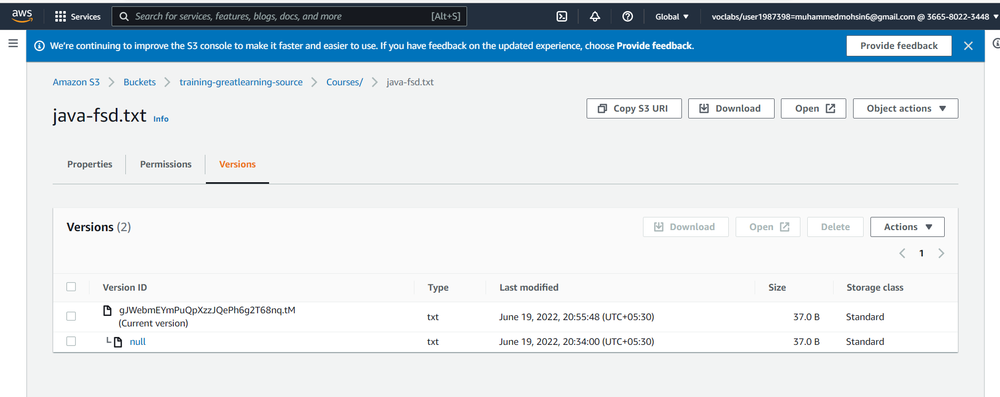 aws
Services
Search for services, features, blogs, docs, and more
[Alt+S]
Global
voclabs/user1987398=muhammedmohsin6@gmail.com @ 3665-8022-3448
We're continuing to improve the S3 console to make it faster and easier to use. If you have feedback on the updated experience, choose Provide feedback.
Provide feedback
Amazon S3 > Buckets > training-greatlearning-source > Courses/ > java-fsd.txt
java-fsd.txt Info
Copy S3 URI
Download
Open
Object actions
Properties
Permissions
Versions
Versions (2)
Download
Open
Delete
Actions
1
Version ID Type Last modified Size Storage class
gJWebmEYmPuQpXzzJQePh6g2T68nq.tM
(Current version) txt June 19, 2022, 20:55:48 (UTC+05:30) 37.0 B Standard
null txt June 19, 2022, 20:34:00 (UTC+05:30) 37.0 B Standard